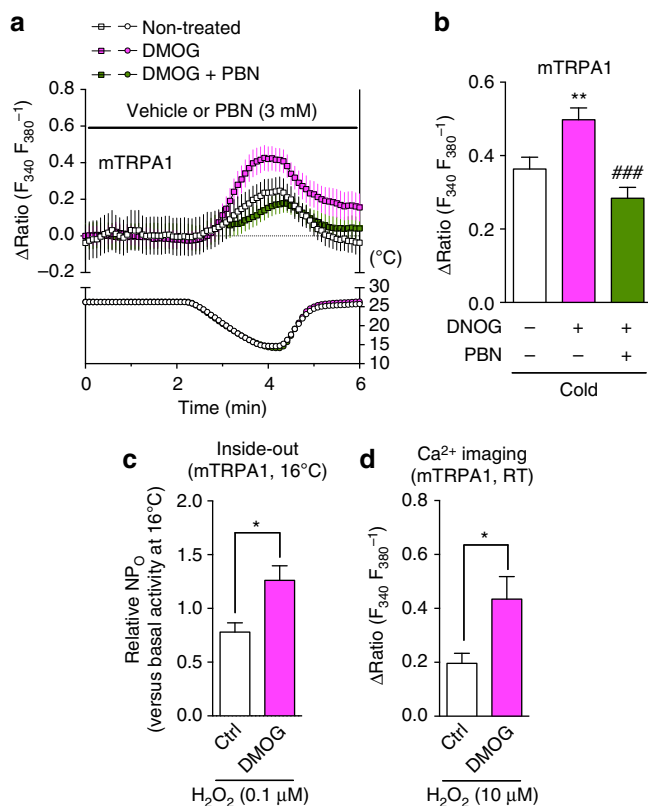 a
Non-treated
DMOG
DMOG + PBN
0.8
0.6
0.4
0.2
0.0
−0.2
ΔRatio (F340 F380−1)
Vehicle or PBN (3 mM)
mTRPA1
(°C)
30
25
20
15
10
0
2
4
6
Time (min)
b
mTRPA1
0.6
0.4
0.2
0.0
ΔRatio (F340 F380−1)
**
###
DNOG − + +
PBN − − +
Cold
c
Inside-out
(mTRPA1, 16°C)
2.0
1.5
1.0
0.5
0.0
Relative NPO
(versus basal activity at 16°C)
*
Ctrl
DMOG
H2O2 (0.1 μM)
d
Ca2+ imaging
(mTRPA1, RT)
0.8
0.6
0.4
0.2
0.0
ΔRatio (F340 F380−1)
*
Ctrl
DMOG
H2O2 (10 μM)